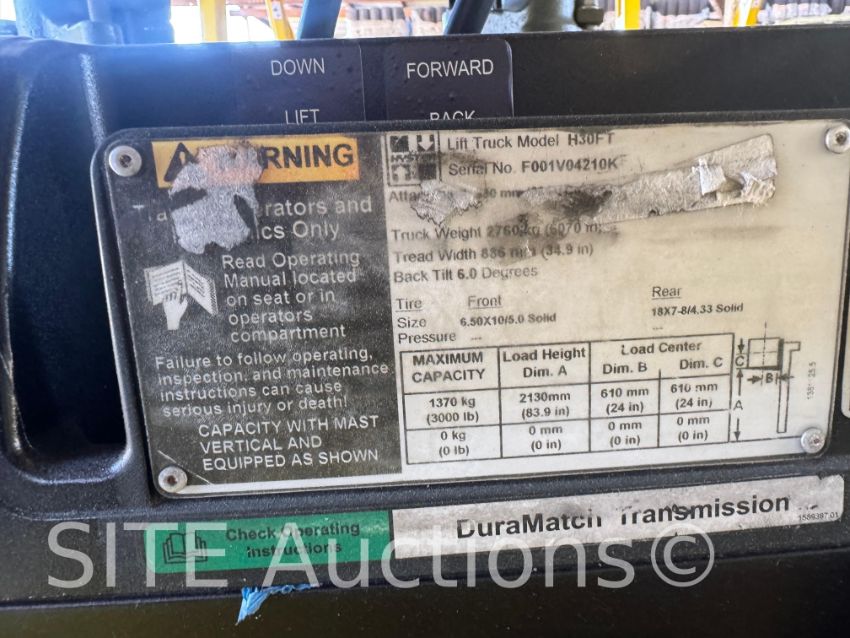 DOWN
FORWARD
LIFT
BACK
WARNING
HYSTER
Lift Truck Model H30FT
Serial No. F001V04210K
Operators and
Only
Truck Weight 2760 kg (6070
Tread Width 886 mm (34.9 in)
Back Tilt 6.0 Degrees
Read Operating
Manual located
on seat or in
operators
compartment
Failure to follow operating,
inspection, and maintenance
instructions can cause
serious injury or death!
CAPACITY WITH MAST
VERTICAL AND
EQUIPPED AS SHOWN
Tire Front Rear
Size 6.50X10/5.0 Solid 18X7-8/4.33 Solid
Pressure --- ---
MAXIMUM CAPACITY
Load Height Dim. A
Load Center
Dim. B Dim. C
1370 kg 2130mm 610 mm 610 mm
(3000 lb) (83.9 in) (24 in) (24 in)
0 kg 0 mm 0 mm 0 mm
(0 lb) (0 in) (0 in) (0 in)
C
B
A
Check Operating
Instructions
DuraMatch Transmission
1589387.01
SITE Auctions©